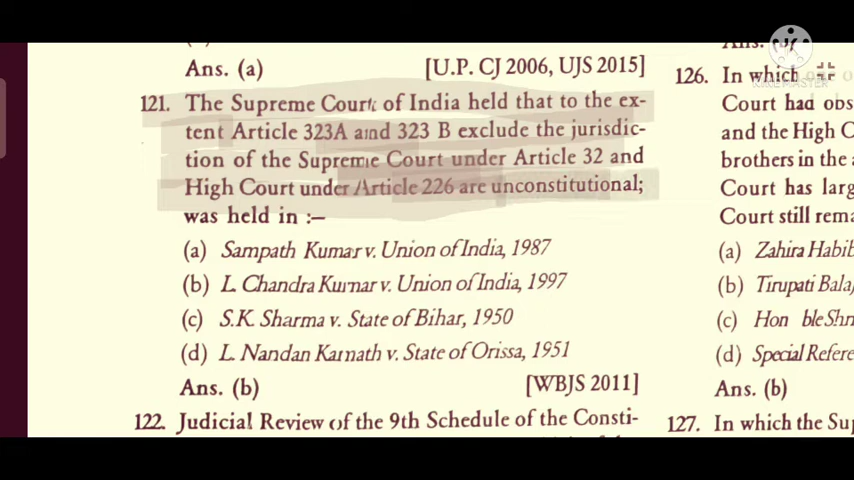 Ans. (a) [U.P. CJ 2006, UJS 2015]
121. The Supreme Court of India held that to the ex-
tent Article 323A and 323 B exclude the jurisdic-
tion of the Supreme Court under Article 32 and
High Court under Article 226 are unconstitutional;
was held in :–
(a) Sampath Kumar v. Union of India, 1987
(b) L. Chandra Kumar v. Union of India, 1997
(c) S.K. Sharma v. State of Bihar, 1950
(d) L. Nandan Karnath v. State of Orissa, 1951
Ans. (b) [WBJS 2011]
122. Judicial Review of the 9th Schedule of the Consti-
KINEMASTER
126. In which
Court had obs
and the High C
brothers in the a
Court has larg
Court still rema
(a) Zahira Habib
(b) Tirupati Balaj
(c) Hon ble Shri
(d) Special Refere
Ans. (b)
127. In which the Sup